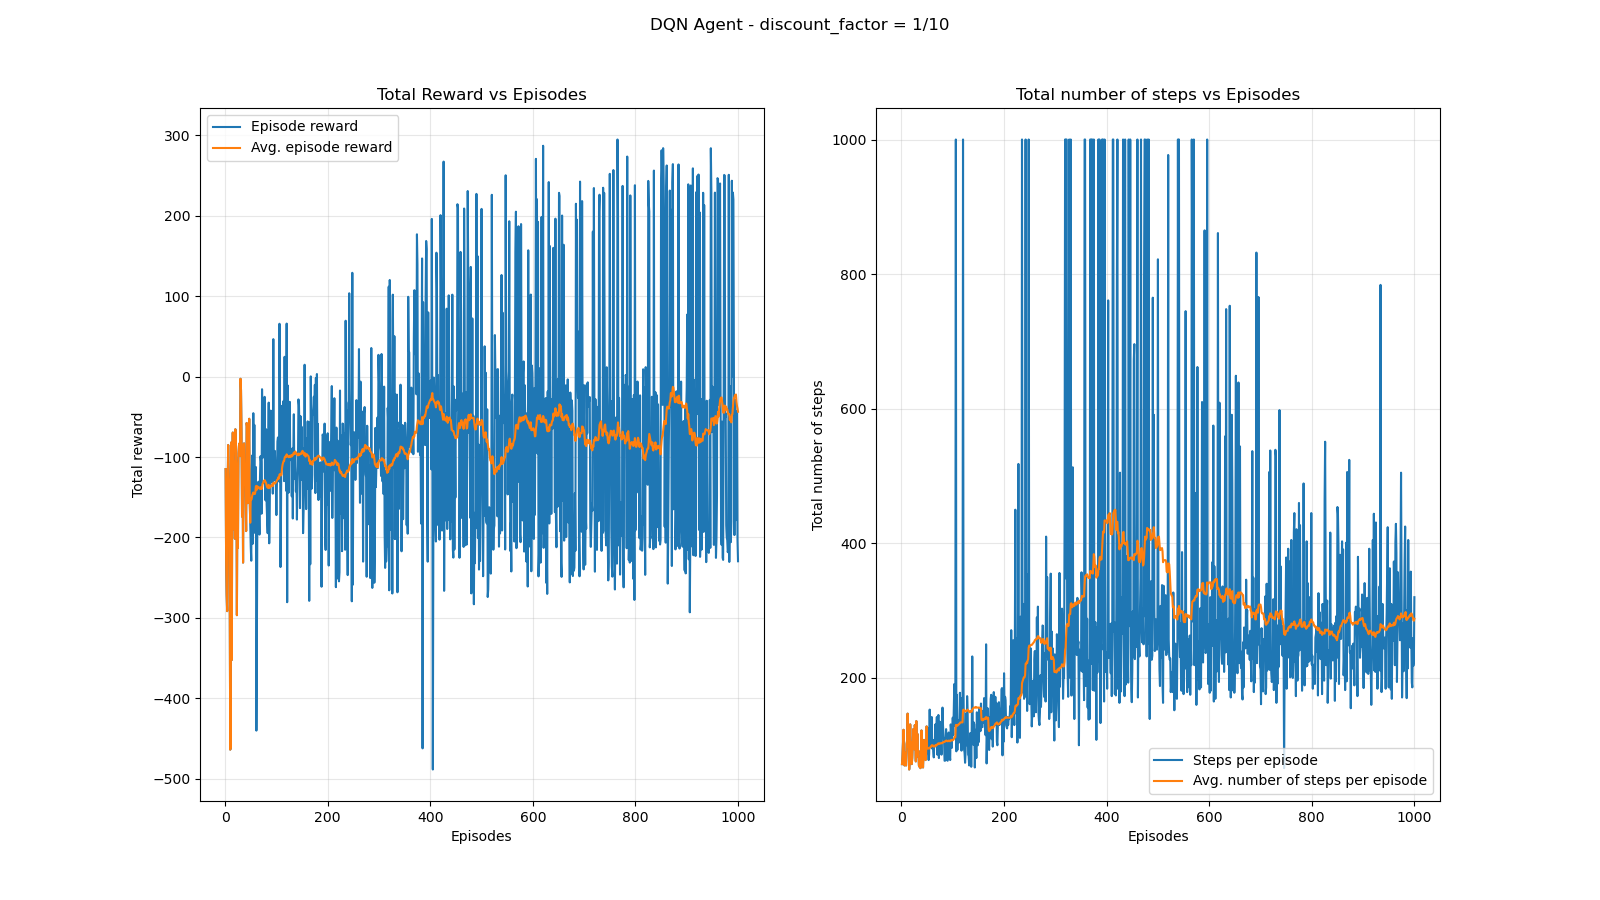 DQN Agent - discount_factor = 1/10
Total Reward vs Episodes
300
200
100
0
−100
−200
−300
−400
−500
Total reward
Episode reward
Avg. episode reward
0
200
400
600
800
1000
Episodes
Total number of steps vs Episodes
1000
800
600
400
200
Total number of steps
Steps per episode
Avg. number of steps per episode
0
200
400
600
800
1000
Episodes